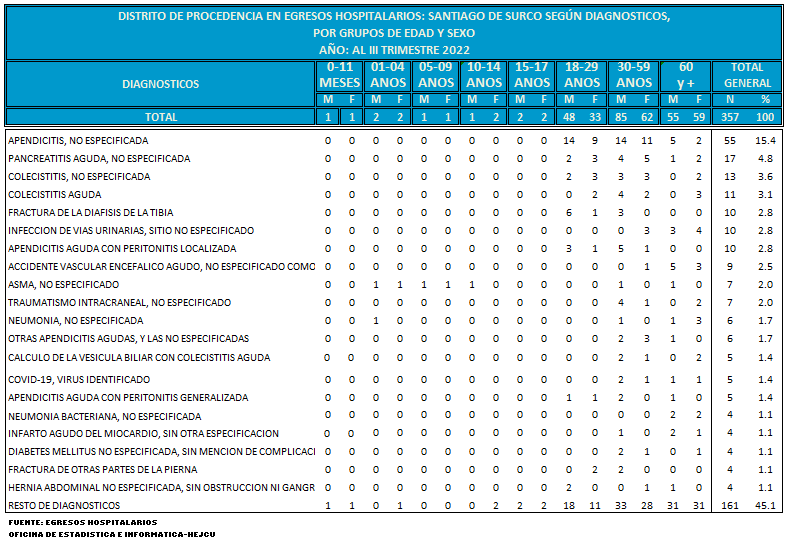 DISTRITO DE PROCEDENCIA EN EGRESOS HOSPITALARIOS: SANTIAGO DE SURCO SEGÚN DIAGNOSTICOS,
POR GRUPOS DE EDAD Y SEXO
AÑO: AL III TRIMESTRE 2022
DIAGNOSTICOS 0-11 MESES 01-04 ANOS 05-09 ANOS 10-14 ANOS 15-17 ANOS 18-29 AÑOS 30-59 AÑOS 60 y + TOTAL GENERAL
M F M F M F M F M F M F M F M F N %
TOTAL 1 1 2 2 1 1 1 2 2 2 48 33 85 62 55 59 357 100
APENDICITIS, NO ESPECIFICADA 0 0 0 0 0 0 0 0 0 0 14 9 14 11 5 2 55 15.4
PANCREATITIS AGUDA, NO ESPECIFICADA 0 0 0 0 0 0 0 0 0 0 2 3 4 5 1 2 17 4.8
COLECISTITIS, NO ESPECIFICADA 0 0 0 0 0 0 0 0 0 0 2 3 3 3 0 2 13 3.6
COLECISTITIS AGUDA 0 0 0 0 0 0 0 0 0 0 0 2 4 2 0 3 11 3.1
FRACTURA DE LA DIAFISIS DE LA TIBIA 0 0 0 0 0 0 0 0 0 0 6 1 3 0 0 0 10 2.8
INFECCION DE VIAS URINARIAS, SITIO NO ESPECIFICADO 0 0 0 0 0 0 0 0 0 0 0 0 0 3 3 4 10 2.8
APENDICITIS AGUDA CON PERITONITIS LOCALIZADA 0 0 0 0 0 0 0 0 0 0 3 1 5 1 0 0 10 2.8
ACCIDENTE VASCULAR ENCEFALICO AGUDO, NO ESPECIFICADO COMO 0 0 0 0 0 0 0 0 0 0 0 0 0 1 5 3 9 2.5
ASMA, NO ESPECIFICADO 0 0 1 1 1 1 1 0 0 0 0 0 1 0 1 0 7 2.0
TRAUMATISMO INTRACRANEAL, NO ESPECIFICADO 0 0 0 0 0 0 0 0 0 0 0 0 4 1 0 2 7 2.0
NEUMONIA, NO ESPECIFICADA 0 0 1 0 0 0 0 0 0 0 0 0 1 0 1 3 6 1.7
OTRAS APENDICITIS AGUDAS, Y LAS NO ESPECIFICADAS 0 0 0 0 0 0 0 0 0 0 0 0 2 3 1 0 6 1.7
CALCULO DE LA VESICULA BILIAR CON COLECISTITIS AGUDA 0 0 0 0 0 0 0 0 0 0 0 0 2 1 0 2 5 1.4
COVID-19, VIRUS IDENTIFICADO 0 0 0 0 0 0 0 0 0 0 0 0 2 1 1 1 5 1.4
APENDICITIS AGUDA CON PERITONITIS GENERALIZADA 0 0 0 0 0 0 0 0 0 0 1 1 2 0 1 0 5 1.4
NEUMONIA BACTERIANA, NO ESPECIFICADA 0 0 0 0 0 0 0 0 0 0 0 0 0 0 2 2 4 1.1
INFARTO AGUDO DEL MIOCARDIO, SIN OTRA ESPECIFICACION 0 0 0 0 0 0 0 0 0 0 0 0 1 0 2 1 4 1.1
DIABETES MELLITUS NO ESPECIFICADA, SIN MENCION DE COMPLICACI 0 0 0 0 0 0 0 0 0 0 0 0 2 1 0 1 4 1.1
FRACTURA DE OTRAS PARTES DE LA PIERNA 0 0 0 0 0 0 0 0 0 0 0 2 2 0 0 0 4 1.1
HERNIA ABDOMINAL NO ESPECIFICADA, SIN OBSTRUCCION NI GANGR 0 0 0 0 0 0 0 0 0 0 2 0 0 1 1 0 4 1.1
RESTO DE DIAGNOSTICOS 1 1 0 1 0 0 0 2 2 2 18 11 33 28 31 31 161 45.1
FUENTE: EGRESOS HOSPITALARIOS
OFICINA DE ESTADISTICA E INFORMATICA-HEJCU